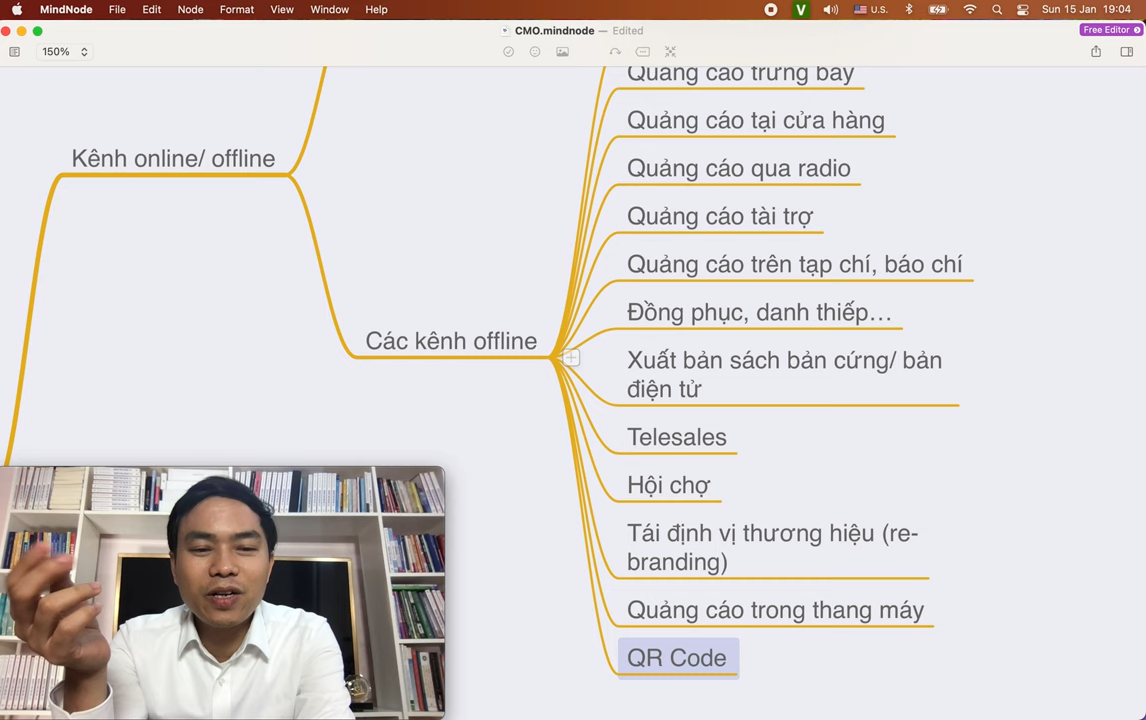 MindNode File Edit Node Format View Window Help V U.S. Sun 15 Jan 19:04
CMO.mindnode — Edited
Free Editor
150%
Quảng cáo trưng bày
Quảng cáo tại cửa hàng
Kênh online/ offline
Quảng cáo qua radio
Quảng cáo tài trợ
Quảng cáo trên tạp chí, báo chí
Đồng phục, danh thiếp...
Các kênh offline
Xuất bản sách bản cứng/ bản
điện tử
Telesales
Hội chợ
Tái định vị thương hiệu (re-
branding)
Quảng cáo trong thang máy
QR Code